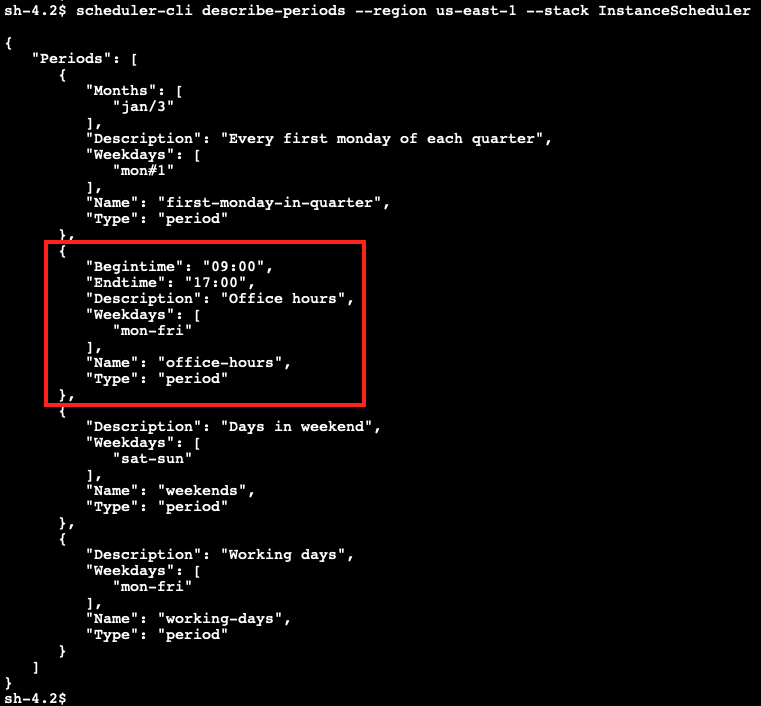 sh-4.2$ scheduler-cli describe-periods --region us-east-1 --stack InstanceScheduler
{
"Periods": [
{
"Months": [
"jan/3"
],
"Description": "Every first monday of each quarter",
"Weekdays": [
"mon#1"
],
"Name": "first-monday-in-quarter",
"Type": "period"
},
{
"Begintime": "09:00",
"Endtime": "17:00",
"Description": "Office hours",
"Weekdays": [
"mon-fri"
],
"Name": "office-hours",
"Type": "period"
},
{
"Description": "Days in weekend",
"Weekdays": [
"sat-sun"
],
"Name": "weekends",
"Type": "period"
},
{
"Description": "Working days",
"Weekdays": [
"mon-fri"
],
"Name": "working-days",
"Type": "period"
}
]
}
sh-4.2$